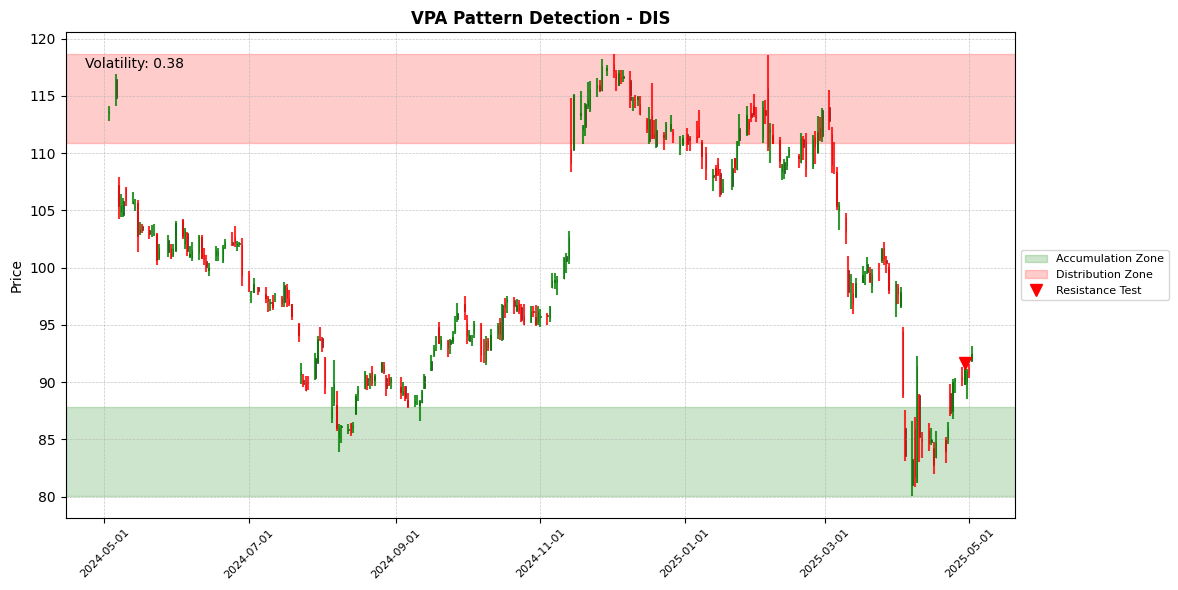 VPA Pattern Detection - DIS
Volatility: 0.38
Price
120
115
110
105
100
95
90
85
80
2024-05-01
2024-07-01
2024-09-01
2024-11-01
2025-01-01
2025-03-01
2025-05-01
Accumulation Zone
Distribution Zone
Resistance Test